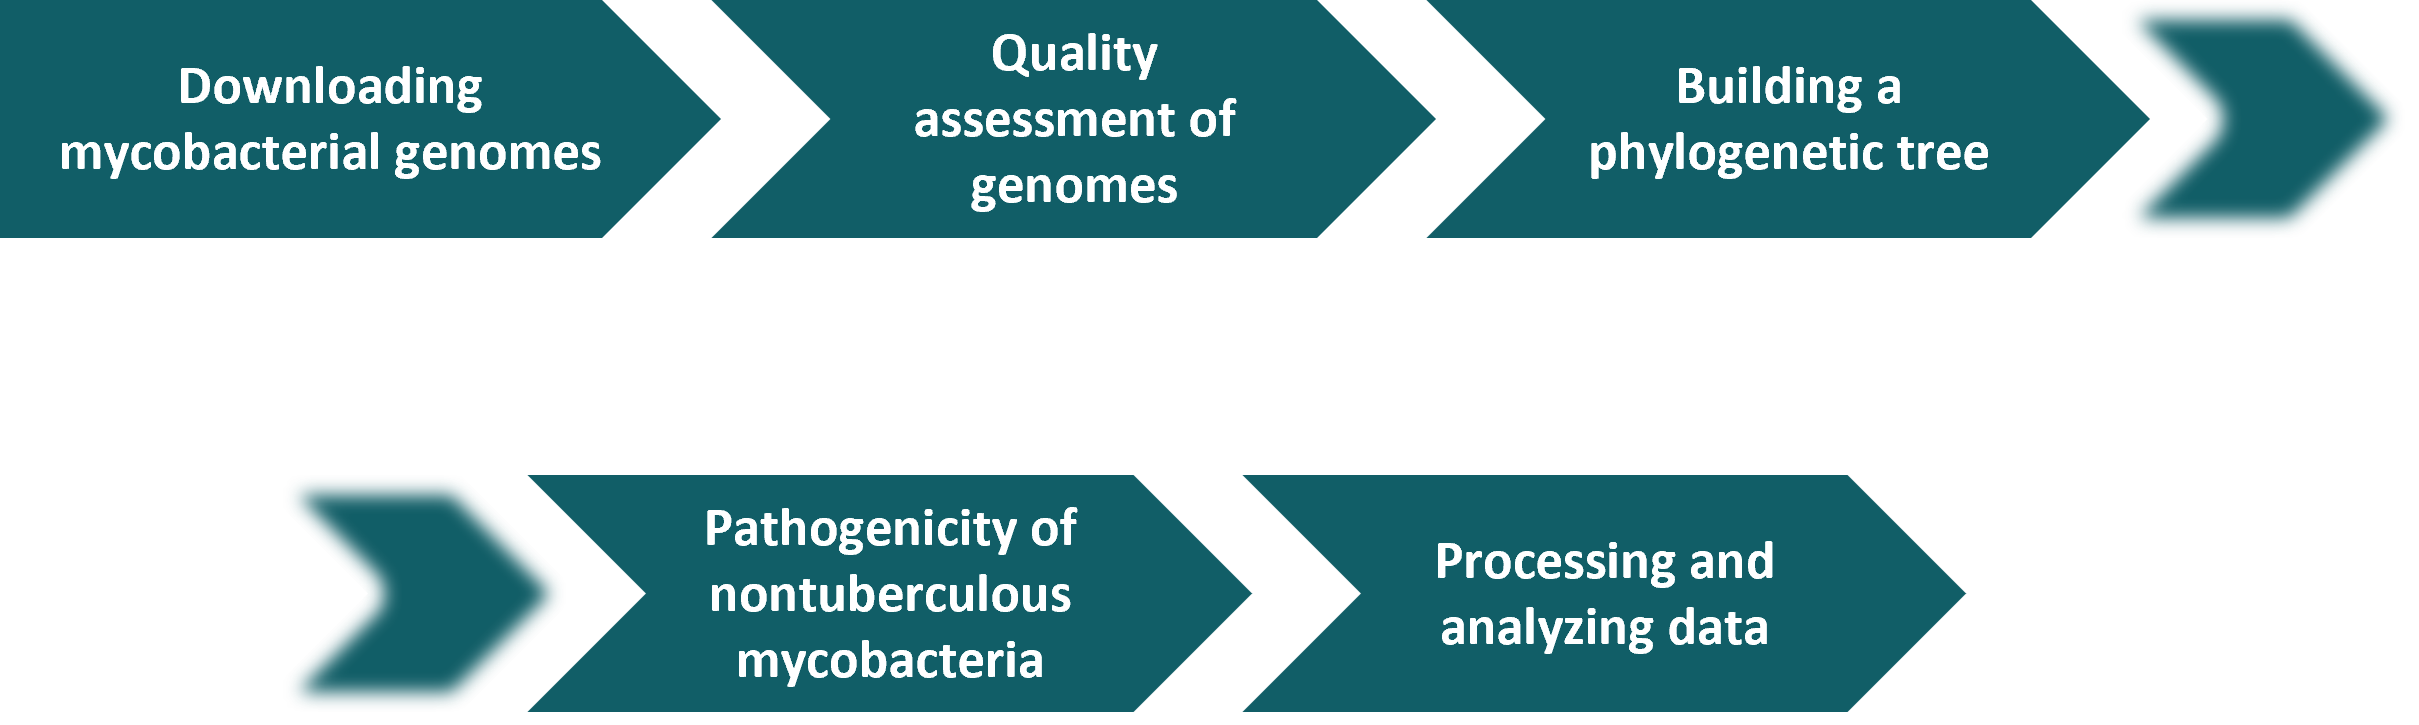 Downloading
mycobacterial genomes
Quality
assessment of
genomes
Building a
phylogenetic tree
Pathogenicity of
nontuberculous
mycobacteria
Processing and
analyzing data